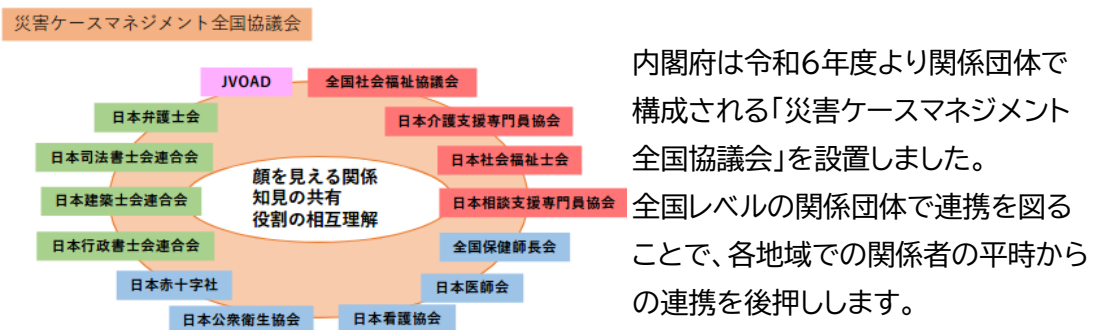 災害ケースマネジメント全国協議会
JVOAD
全国社会福祉協議会
日本弁護士会
日本介護支援専門員協会
日本司法書士会連合会
日本社会福祉士会
顔を見える関係
知見の共有
役割の相互理解
日本建築士会連合会
日本相談支援専門員協会
日本行政書士会連合会
全国保健師長会
日本赤十字社
日本医師会
日本公衆衛生協会
日本看護協会
内閣府は令和6年度より関係団体で
構成される「災害ケースマネジメント
全国協議会」を設置しました。
全国レベルの関係団体で連携を図る
ことで、各地域での関係者の平時から
の連携を後押しします。